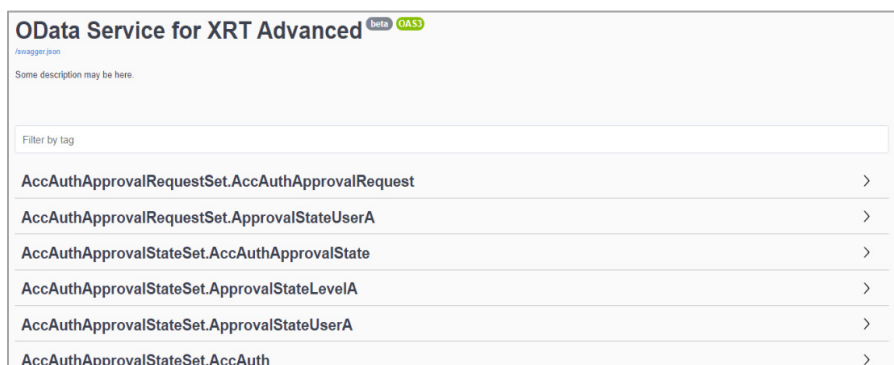 OData Service for XRT Advanced beta OAS3
/swagger.json
Some description may be here.
Filter by tag
AccAuthApprovalRequestSet.AccAuthApprovalRequest
AccAuthApprovalRequestSet.ApprovalStateUserA
AccAuthApprovalStateSet.AccAuthApprovalState
AccAuthApprovalStateSet.ApprovalStateLevelA
AccAuthApprovalStateSet.ApprovalStateUserA
AccAuthApprovalStateSet.AccAuth